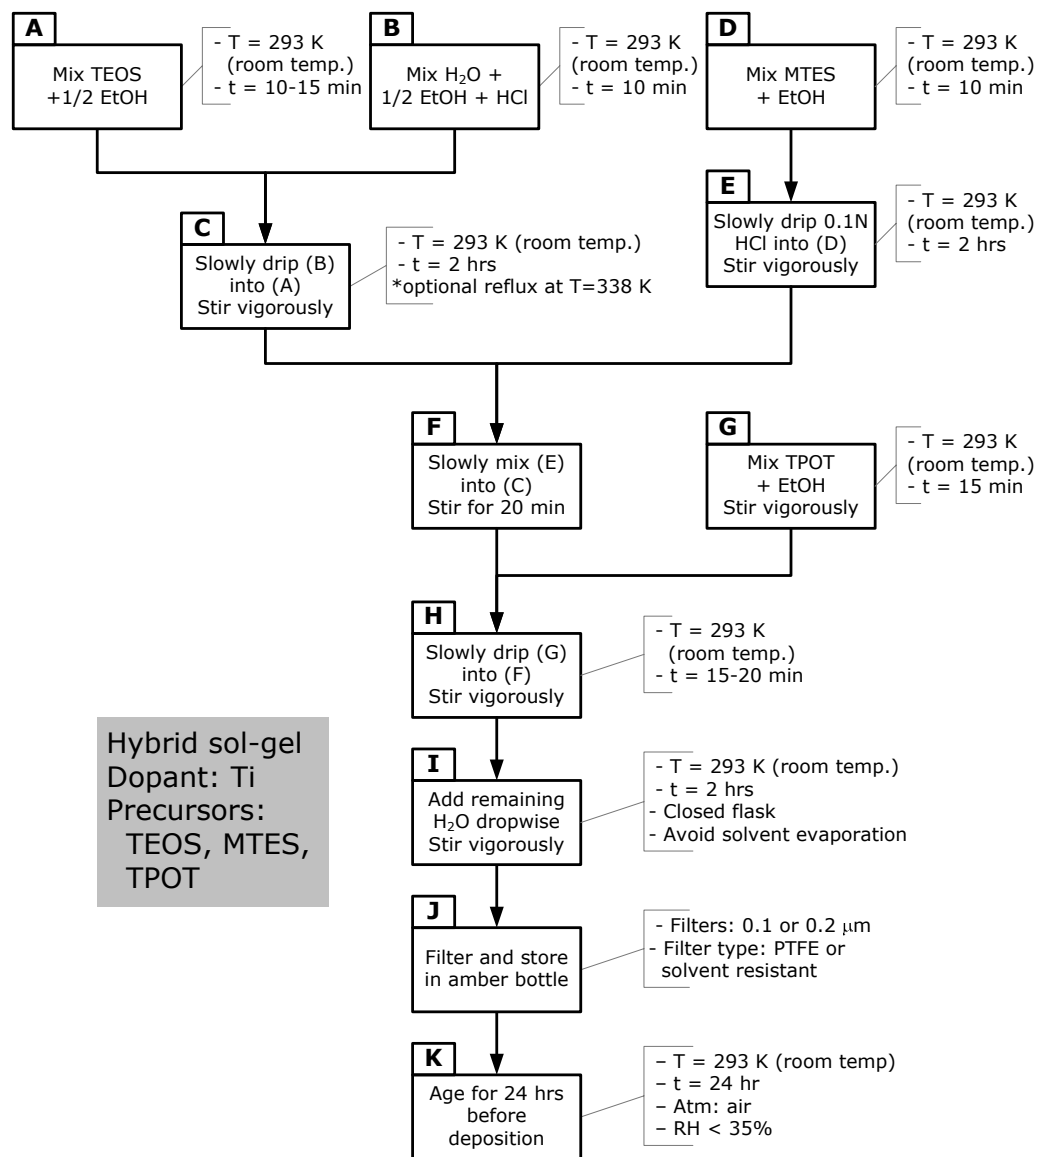 A
Mix TEOS
+1/2 EtOH
- T = 293 K
(room temp.)
- t = 10-15 min
B
Mix H₂O +
1/2 EtOH + HCl
- T = 293 K
(room temp.)
- t = 10 min
D
Mix MTES
+ EtOH
- T = 293 K
(room temp.)
- t = 10 min
C
Slowly drip (B)
into (A)
Stir vigorously
- T = 293 K (room temp.)
- t = 2 hrs
*optional reflux at T=338 K
E
Slowly drip 0.1N
HCl into (D)
Stir vigorously
- T = 293 K
(room temp.)
- t = 2 hrs
F
Slowly mix (E)
into (C)
Stir for 20 min
G
Mix TPOT
+ EtOH
Stir vigorously
- T = 293 K
(room temp.)
- t = 15 min
H
Slowly drip (G)
into (F)
Stir vigorously
- T = 293 K
(room temp.)
- t = 15-20 min
Hybrid sol-gel
Dopant: Ti
Precursors:
TEOS, MTES,
TPOT
I
Add remaining
H₂O dropwise
Stir vigorously
- T = 293 K (room temp.)
- t = 2 hrs
- Closed flask
- Avoid solvent evaporation
J
Filter and store
in amber bottle
- Filters: 0.1 or 0.2 μm
- Filter type: PTFE or
solvent resistant
K
Age for 24 hrs
before
deposition
– T = 293 K (room temp)
– t = 24 hr
– Atm: air
– RH < 35%